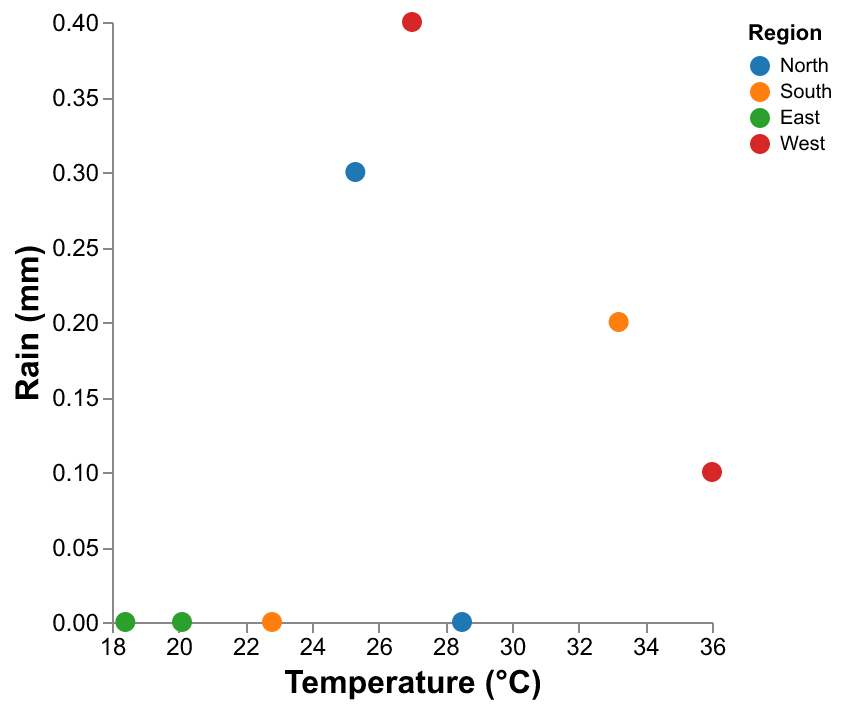 0.40
0.35
0.30
0.25
0.20
0.15
0.10
0.05
0.00
Rain (mm)
18 20 22 24 26 28 30 32 34 36
Temperature (°C)
Region
North
South
East
West